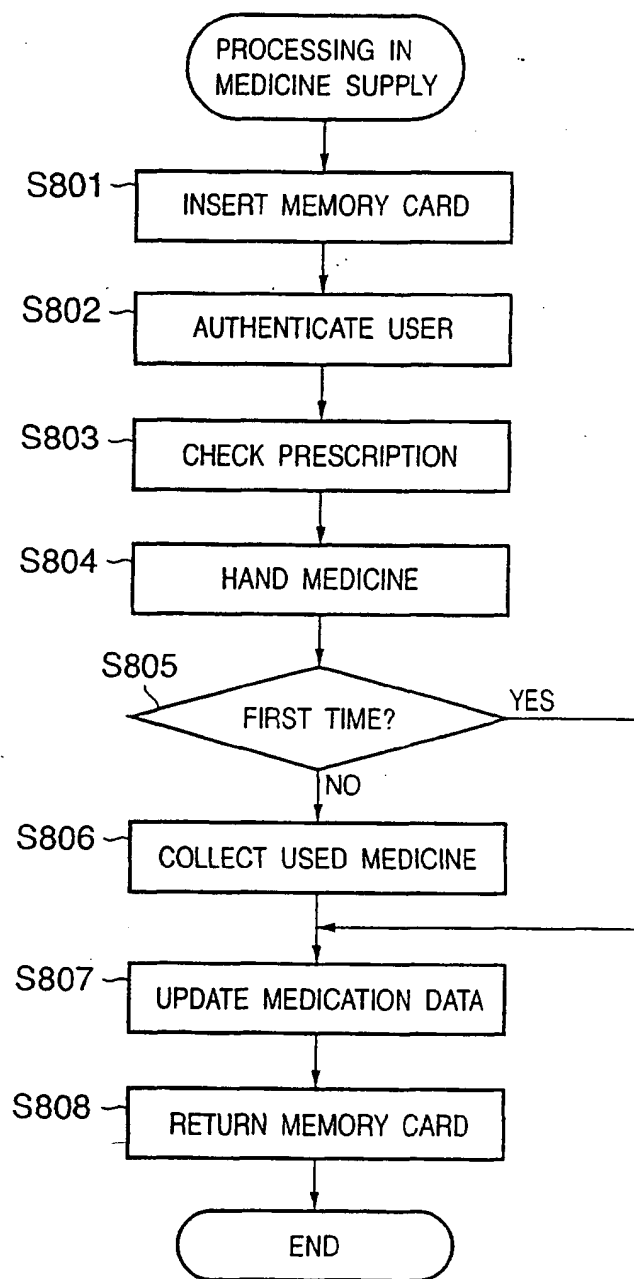 PROCESSING IN
MEDICINE SUPPLY
S801
INSERT MEMORY CARD
S802
AUTHENTICATE USER
S803
CHECK PRESCRIPTION
S804
HAND MEDICINE
S805
FIRST TIME?
YES
NO
S806
COLLECT USED MEDICINE
S807
UPDATE MEDICATION DATA
S808
RETURN MEMORY CARD
END